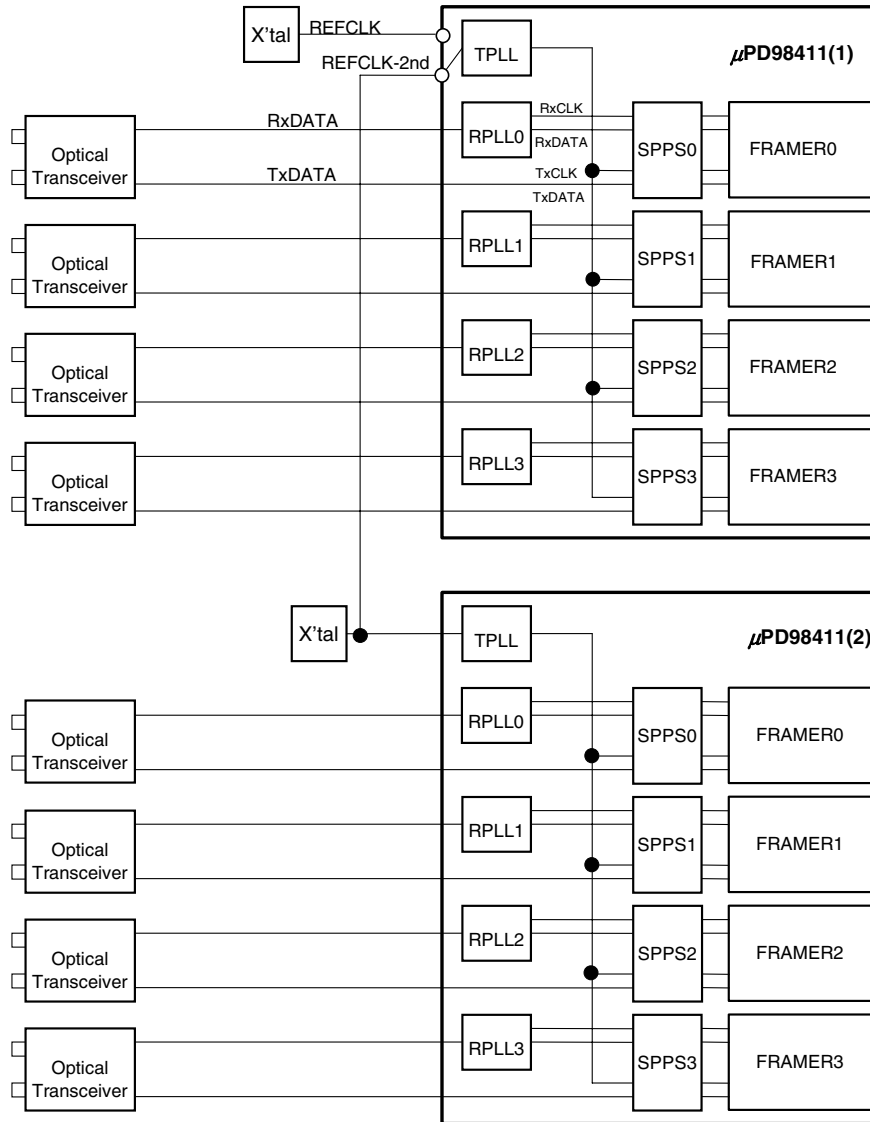 X'tal
REFCLK
REFCLK-2nd
TPLL
μPD98411(1)
Optical
Transceiver
RxDATA
TxDATA
RPLL0
RxCLK
RxDATA
TxCLK
TxDATA
SPPS0
FRAMER0
Optical
Transceiver
RPLL1
SPPS1
FRAMER1
Optical
Transceiver
RPLL2
SPPS2
FRAMER2
Optical
Transceiver
RPLL3
SPPS3
FRAMER3
X'tal
TPLL
μPD98411(2)
Optical
Transceiver
RPLL0
SPPS0
FRAMER0
Optical
Transceiver
RPLL1
SPPS1
FRAMER1
Optical
Transceiver
RPLL2
SPPS2
FRAMER2
Optical
Transceiver
RPLL3
SPPS3
FRAMER3